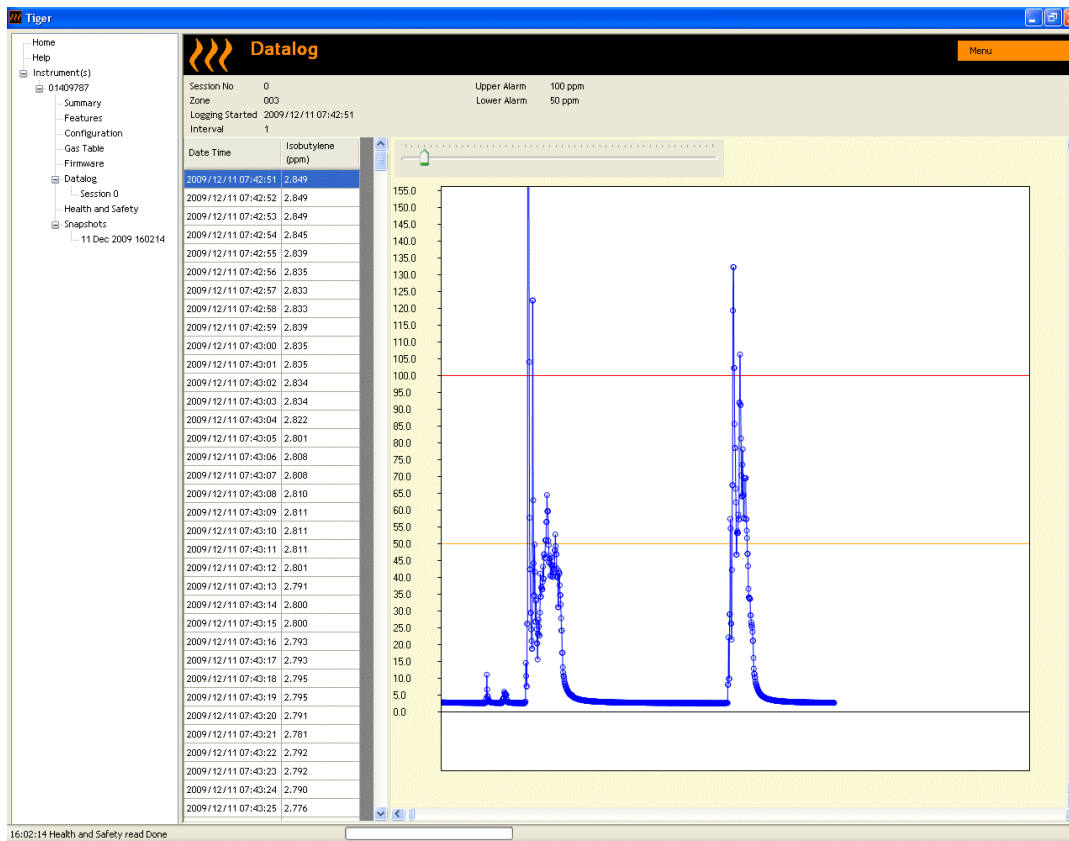 Tiger
Home
Help
Instrument(s)
01409787
Summary
Features
Configuration
Gas Table
Firmware
Datalog
Session 0
Health and Safety
Snapshots
11 Dec 2009 160214
Datalog
Menu
Session No 0 Upper Alarm 100 ppm
Zone 003 Lower Alarm 50 ppm
Logging Started 2009/12/11 07:42:51
Interval 1
Date Time Isobutylene (ppm)
2009/12/11 07:42:51 2.849
2009/12/11 07:42:52 2.849
2009/12/11 07:42:53 2.849
2009/12/11 07:42:54 2.845
2009/12/11 07:42:55 2.839
2009/12/11 07:42:56 2.835
2009/12/11 07:42:57 2.833
2009/12/11 07:42:58 2.833
2009/12/11 07:42:59 2.839
2009/12/11 07:43:00 2.835
2009/12/11 07:43:01 2.835
2009/12/11 07:43:02 2.834
2009/12/11 07:43:03 2.834
2009/12/11 07:43:04 2.822
2009/12/11 07:43:05 2.801
2009/12/11 07:43:06 2.808
2009/12/11 07:43:07 2.808
2009/12/11 07:43:08 2.810
2009/12/11 07:43:09 2.811
2009/12/11 07:43:10 2.811
2009/12/11 07:43:11 2.811
2009/12/11 07:43:12 2.801
2009/12/11 07:43:13 2.791
2009/12/11 07:43:14 2.800
2009/12/11 07:43:15 2.800
2009/12/11 07:43:16 2.793
2009/12/11 07:43:17 2.793
2009/12/11 07:43:18 2.795
2009/12/11 07:43:19 2.795
2009/12/11 07:43:20 2.791
2009/12/11 07:43:21 2.781
2009/12/11 07:43:22 2.792
2009/12/11 07:43:23 2.792
2009/12/11 07:43:24 2.790
2009/12/11 07:43:25 2.776
155.0
150.0
145.0
140.0
135.0
130.0
125.0
120.0
115.0
110.0
105.0
100.0
95.0
90.0
85.0
80.0
75.0
70.0
65.0
60.0
55.0
50.0
45.0
40.0
35.0
30.0
25.0
20.0
15.0
10.0
5.0
0.0
16:02:14 Health and Safety read Done